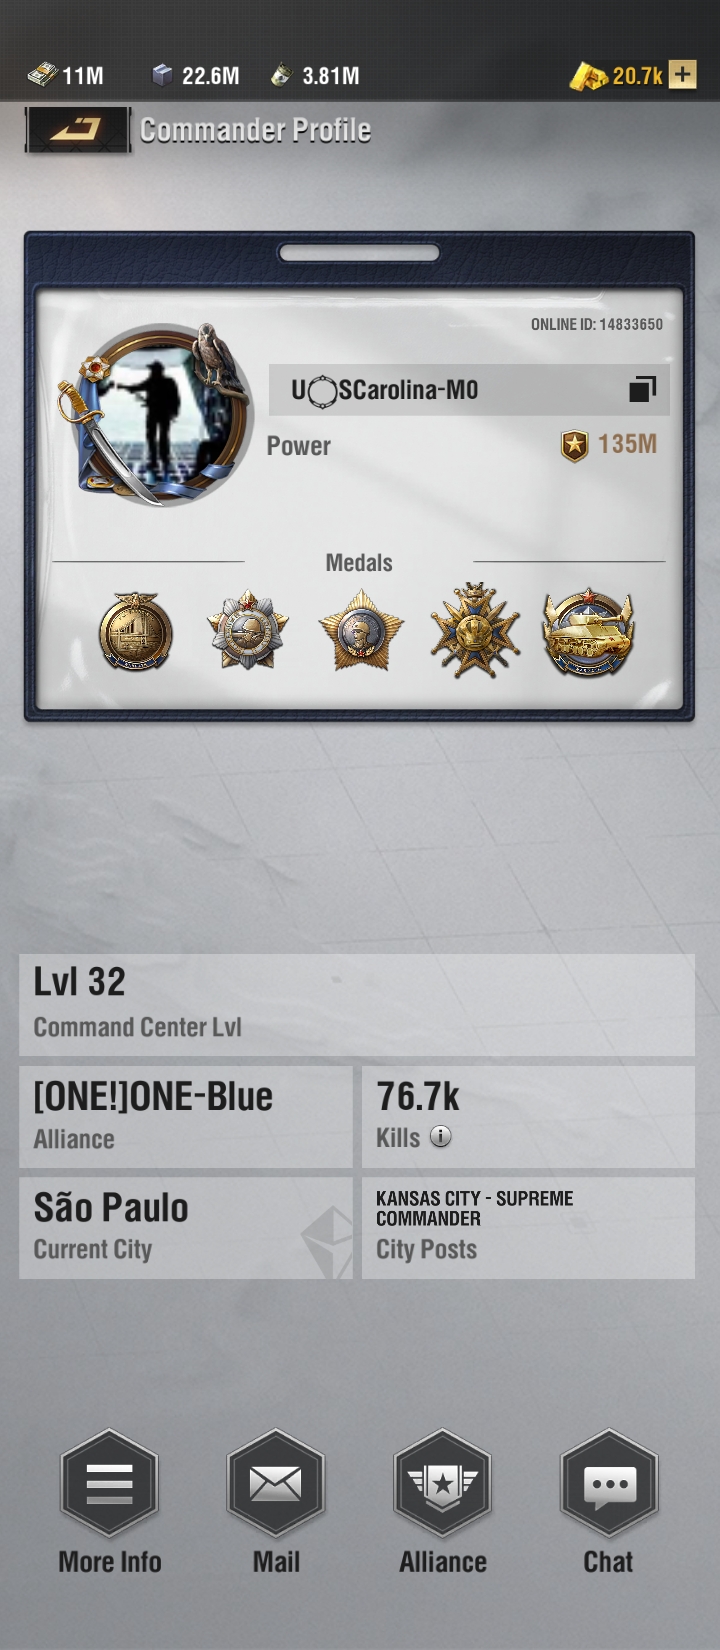 11M 22.6M 3.81M 20.7k
Commander Profile
ONLINE ID: 14833650
U◯SCarolina-M0
Power 135M
Medals
Lvl 32
Command Center Lvl
[ONE!]ONE-Blue
Alliance
76.7k
Kills
São Paulo
Current City
KANSAS CITY - SUPREME
COMMANDER
City Posts
More Info Mail Alliance Chat